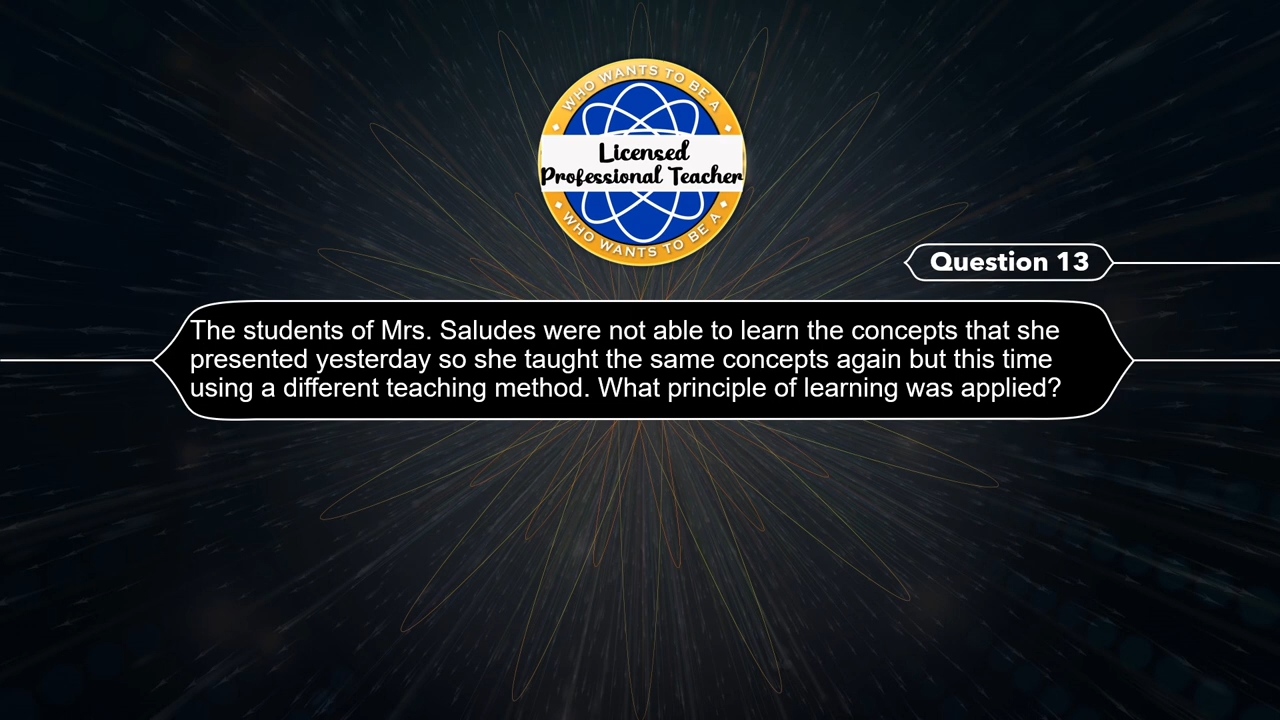 WHO WANTS TO BE A
Licensed
Professional Teacher
WHO WANTS TO BE A
Question 13
The students of Mrs. Saludes were not able to learn the concepts that she
presented yesterday so she taught the same concepts again but this time
using a different teaching method. What principle of learning was applied?